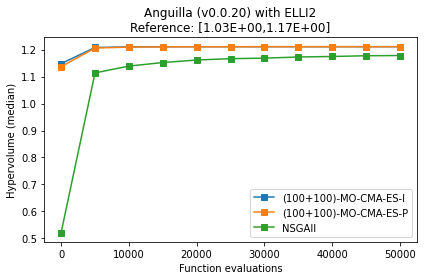 Anguilla (v0.0.20) with ELLI2
Reference: [1.03E+00,1.17E+00]
Hypervolume (median)
1.2
1.1
1.0
0.9
0.8
0.7
0.6
0.5
(100+100)-MO-CMA-ES-I
(100+100)-MO-CMA-ES-P
NSGAII
0 10000 20000 30000 40000 50000
Function evaluations